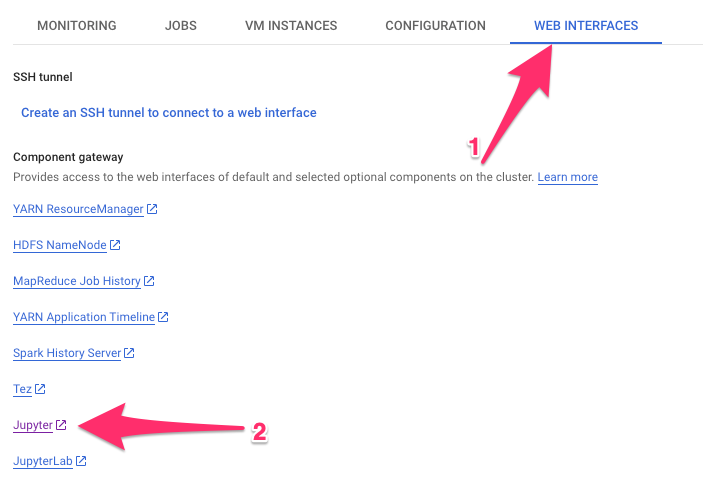 MONITORING JOBS VM INSTANCES CONFIGURATION WEB INTERFACES
SSH tunnel
Create an SSH tunnel to connect to a web interface
1
Component gateway
Provides access to the web interfaces of default and selected optional components on the cluster. Learn more
YARN ResourceManager
HDFS NameNode
MapReduce Job History
YARN Application Timeline
Spark History Server
Tez
Jupyter
2
JupyterLab